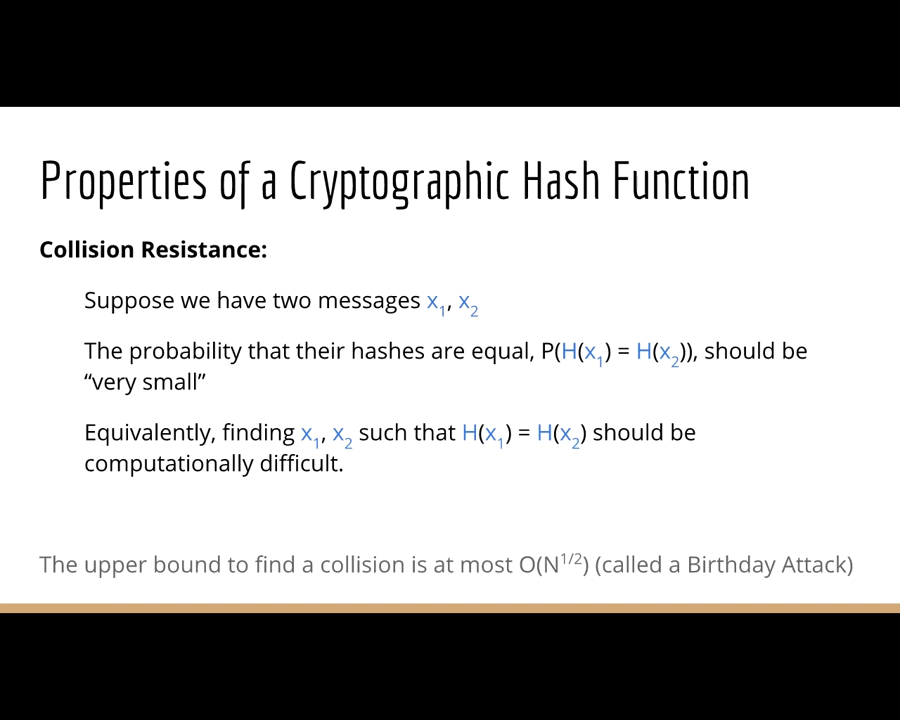 Properties of a Cryptographic Hash Function
Collision Resistance:
Suppose we have two messages x₁, x₂
The probability that their hashes are equal, P(H(x₁) = H(x₂)), should be
“very small”
Equivalently, finding x₁, x₂ such that H(x₁) = H(x₂) should be
computationally difficult.
The upper bound to find a collision is at most O(N¹/²) (called a Birthday Attack)